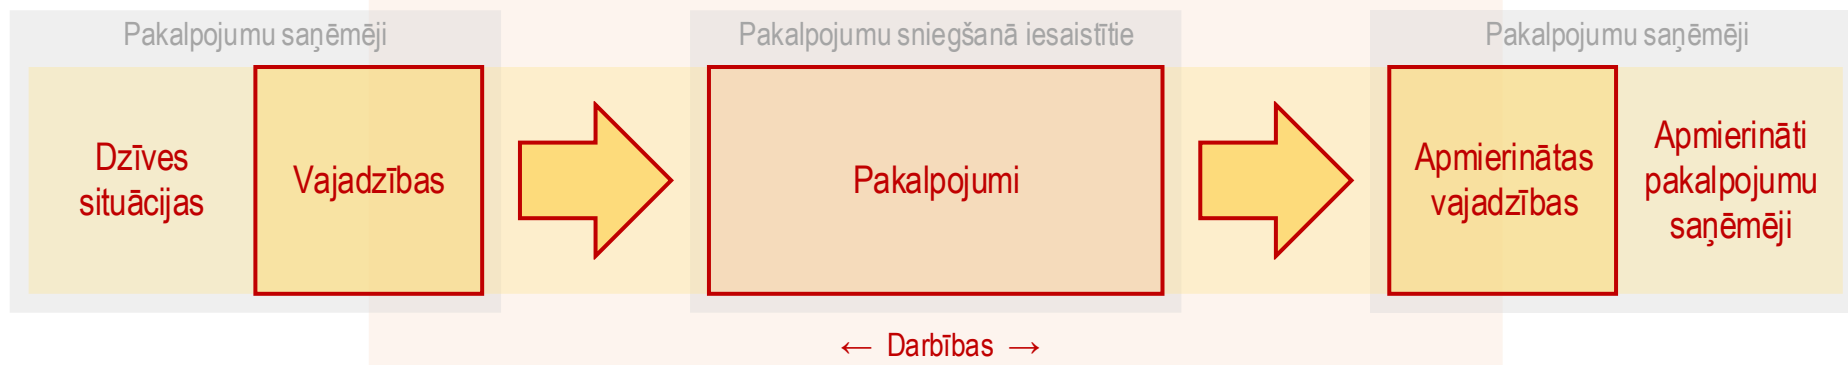 Pakalpojumu saņēmēji
Pakalpojumu sniegšanā iesaistītie
Pakalpojumu saņēmēji
Dzīves
situācijas
Vajadzības
Pakalpojumi
Apmierinātas
vajadzības
Apmierināti
pakalpojumu
saņēmēji
← Darbības →